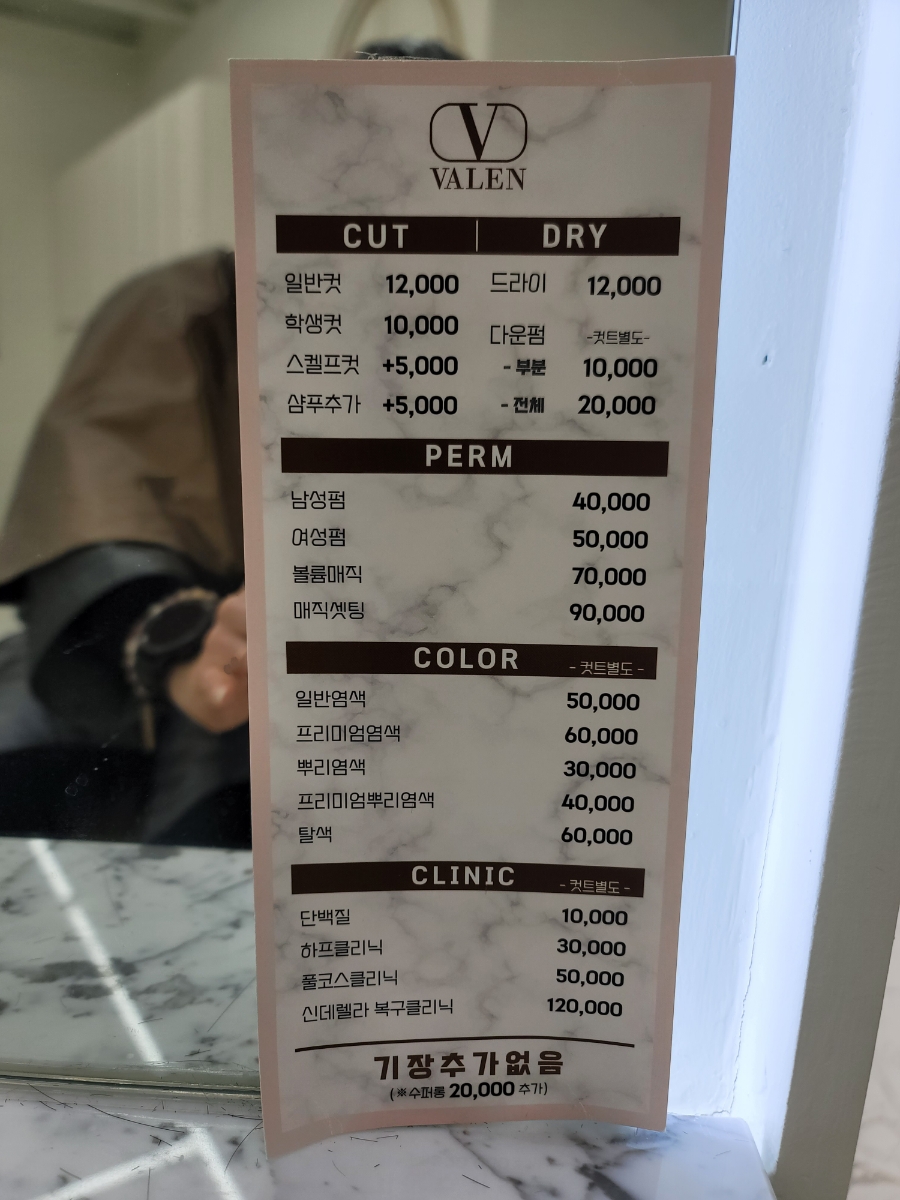 V
VALEN
CUT
DRY
일반컷 12,000
학생컷 10,000
스켈프컷 +5,000
샴푸추가 +5,000
드라이 12,000
다운펌 -컷트별도-
- 부분 10,000
- 전체 20,000
PERM
남성펌 40,000
여성펌 50,000
볼륨매직 70,000
매직셋팅 90,000
COLOR - 컷트별도 -
일반염색 50,000
프리미엄염색 60,000
뿌리염색 30,000
프리미엄뿌리염색 40,000
탈색 60,000
CLINIC - 컷트별도 -
단백질 10,000
하프클리닉 30,000
풀코스클리닉 50,000
신데렐라 복구클리닉 120,000
기장추가없음
(※수퍼롱 20,000 추가)